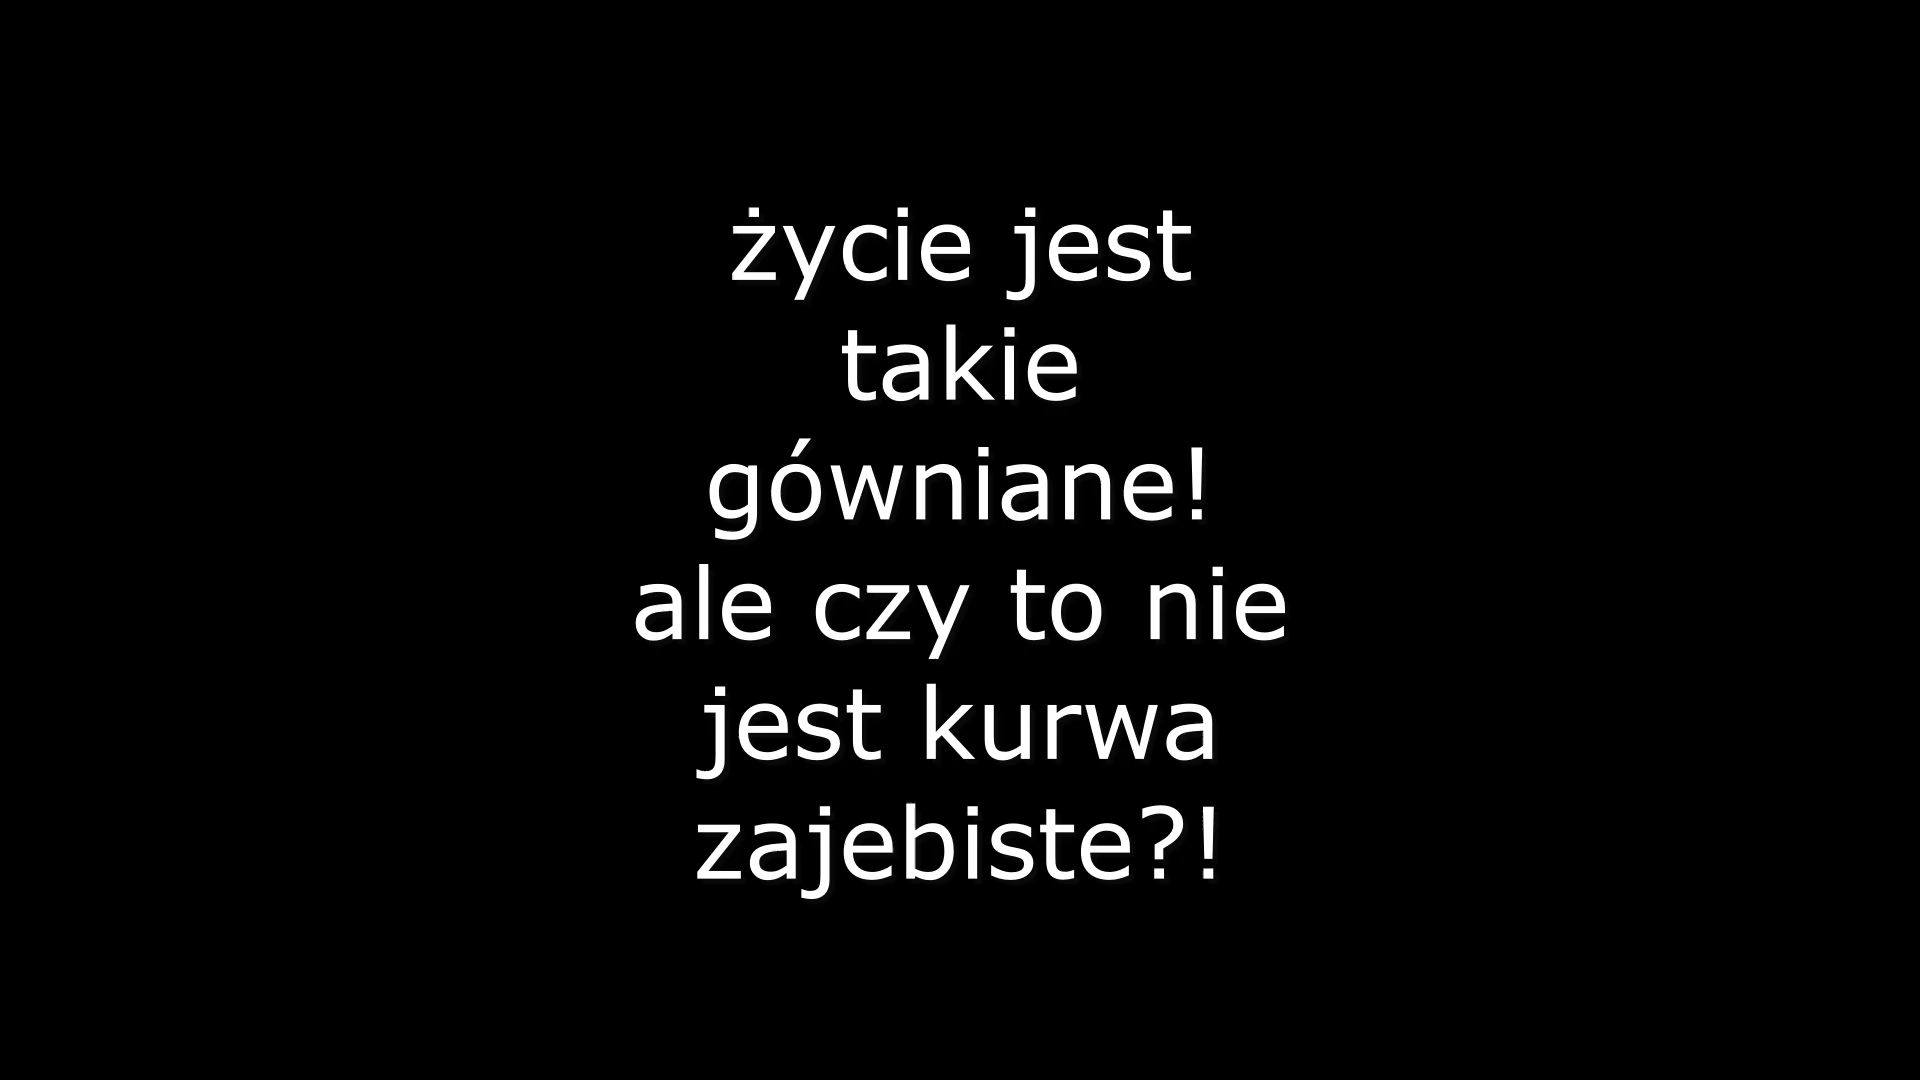 życie jest
takie
gówniane!
ale czy to nie
jest kurwa
zajebiste?!